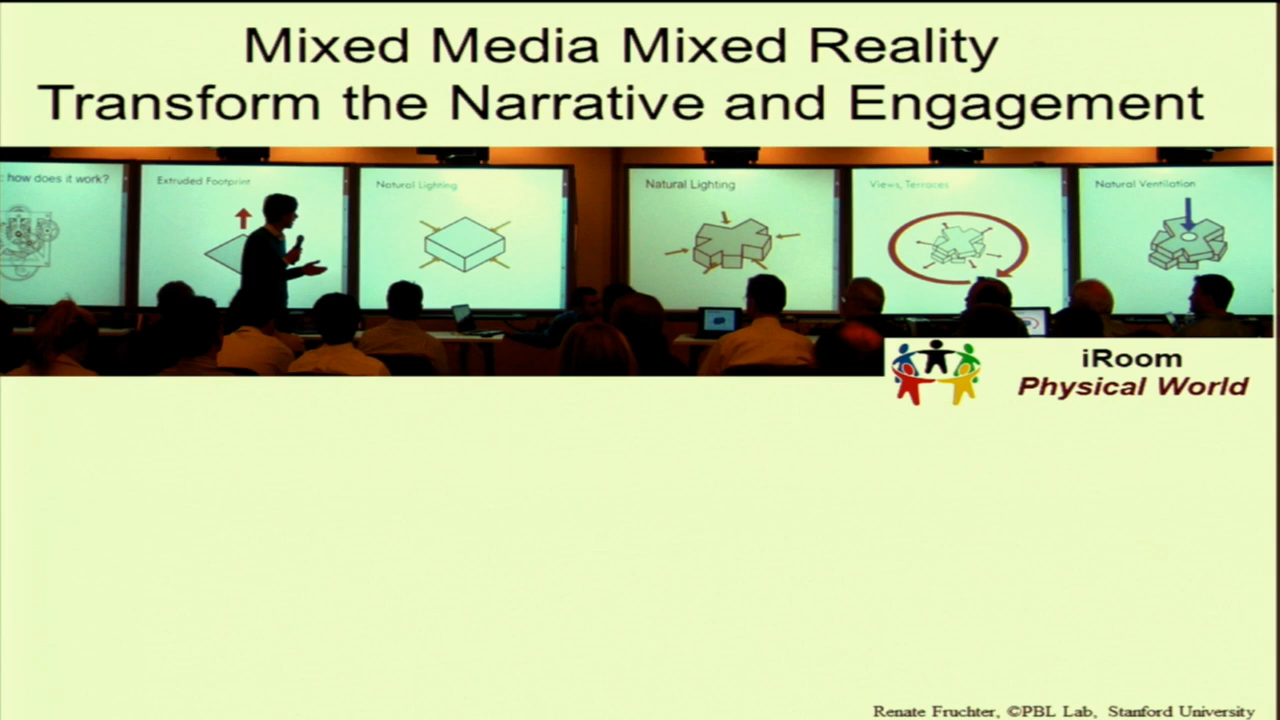 Mixed Media Mixed Reality
Transform the Narrative and Engagement
how does it work?
Extruded Footprint
Natural Lighting
Natural Lighting
Views, Terraces
Natural Ventilation
iRoom
Physical World
Renate Fruchter, ©PBL Lab, Stanford University